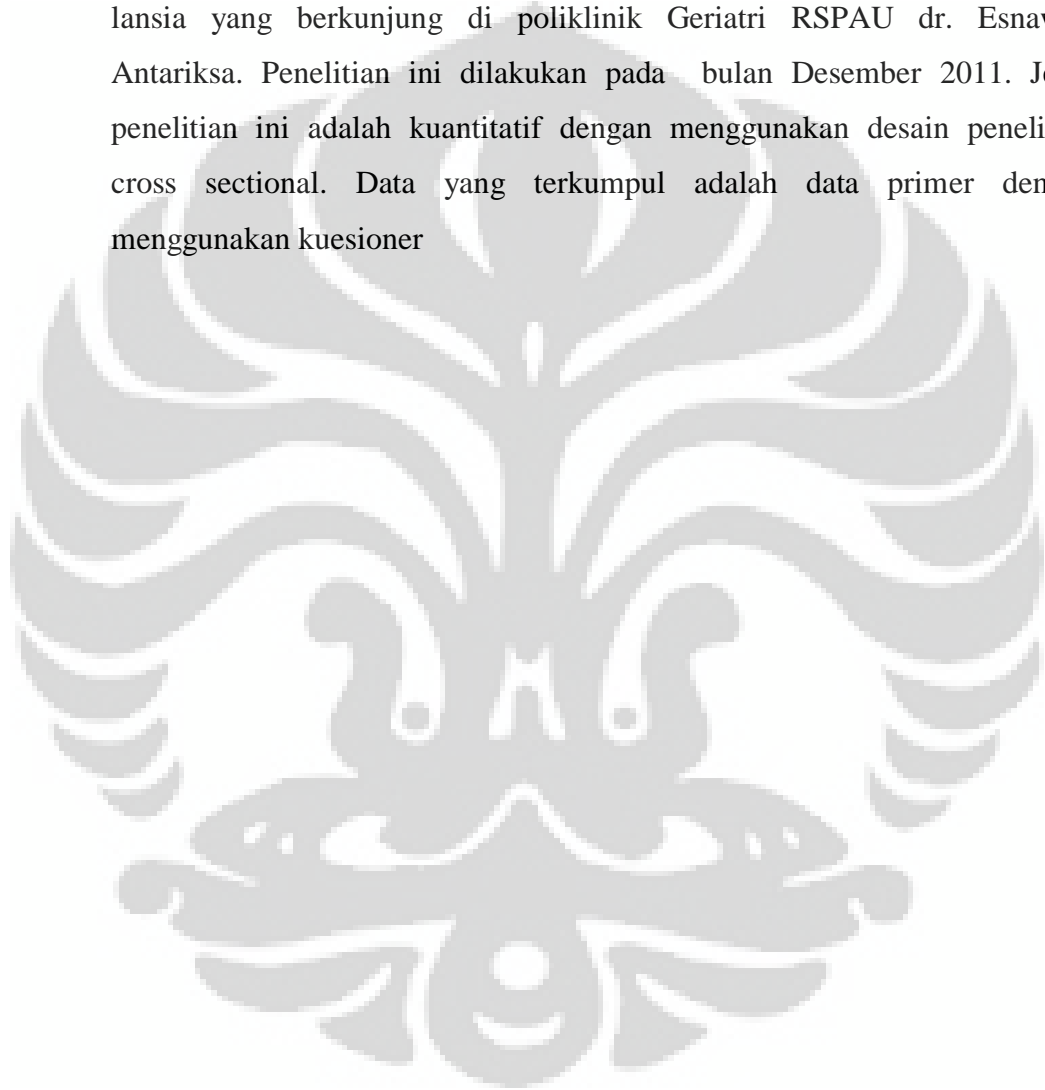 lansia yang berkunjung di poliklinik Geriatri RSPAU dr.
Antariksa. Penelitian ini dilakukan pada bulan Desember 2011.
penelitian ini adalah kuantitatif dengan menggunakan desain
cross sectional. Data yang terkumpul adalah data primer
menggunakan kuesioner